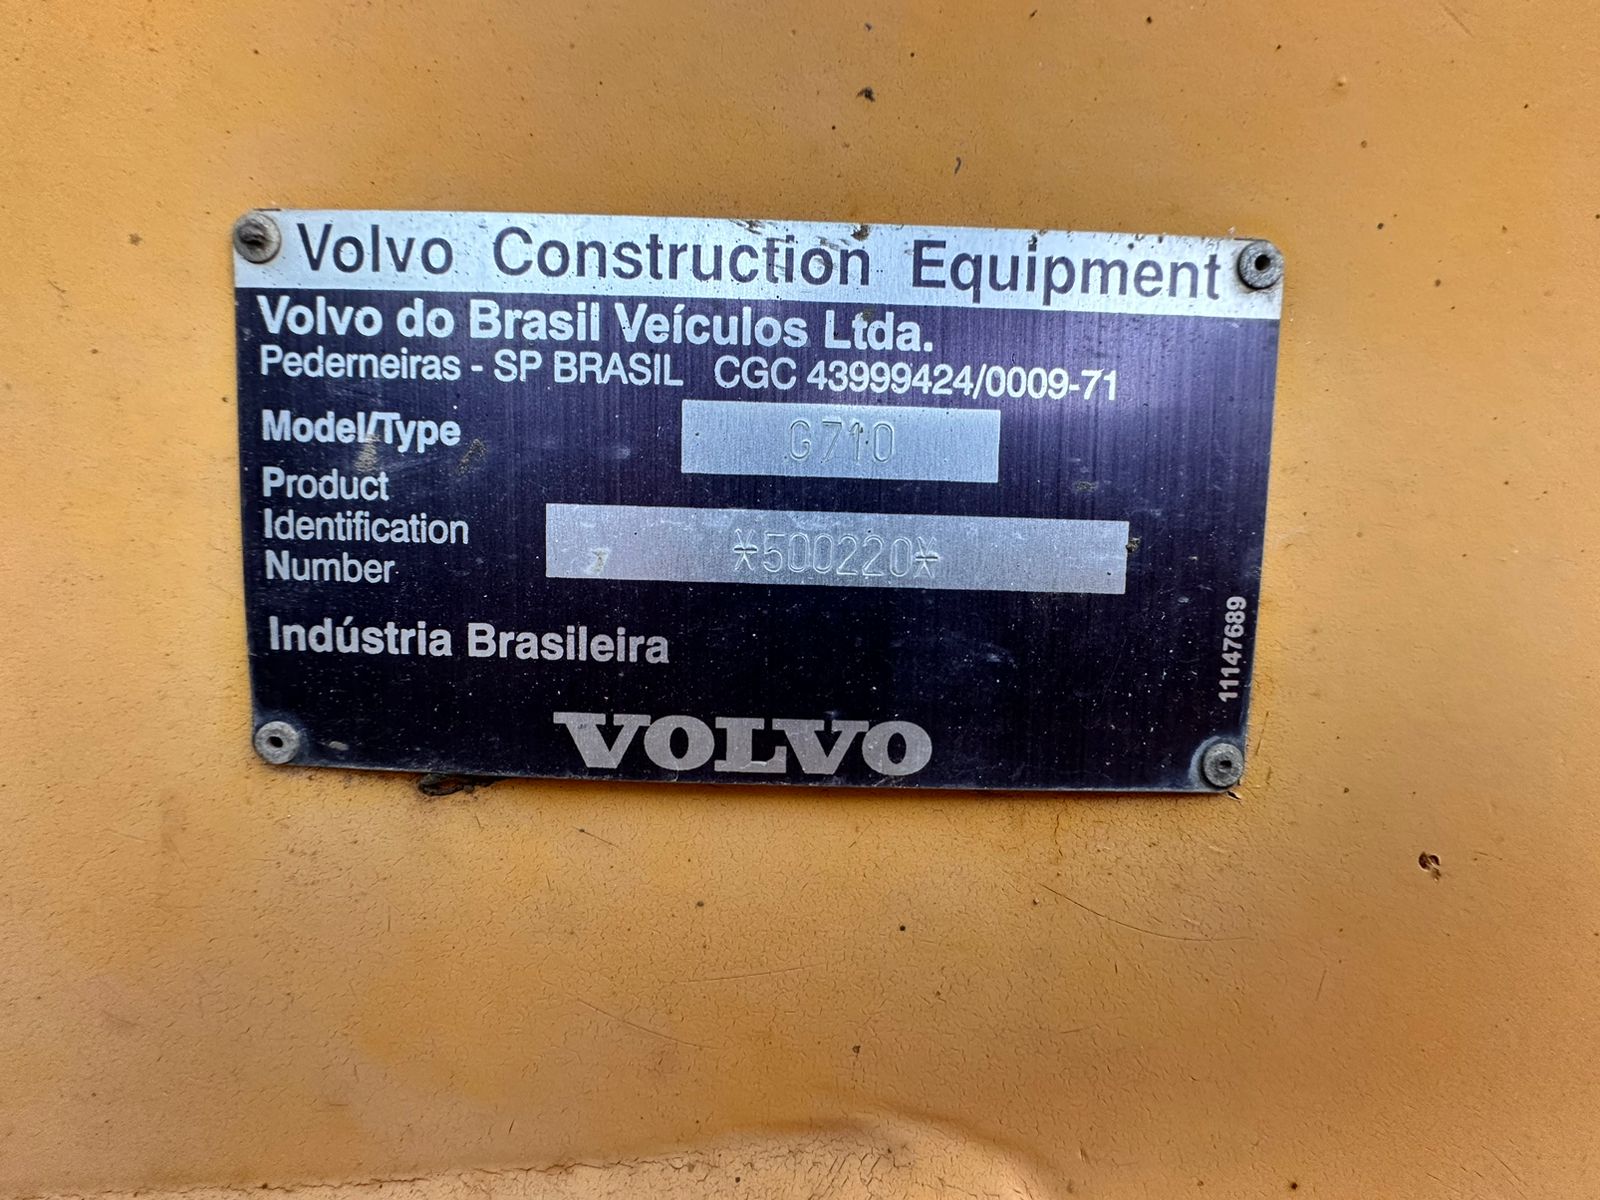 Volvo Construction Equipment
Volvo do Brasil Veículos Ltda.
Pederneiras - SP BRASIL CGC 43999424/0009-71
Model/Type G710
Product
Identification
Number *500220*
Indústria Brasileira
11147689
VOLVO